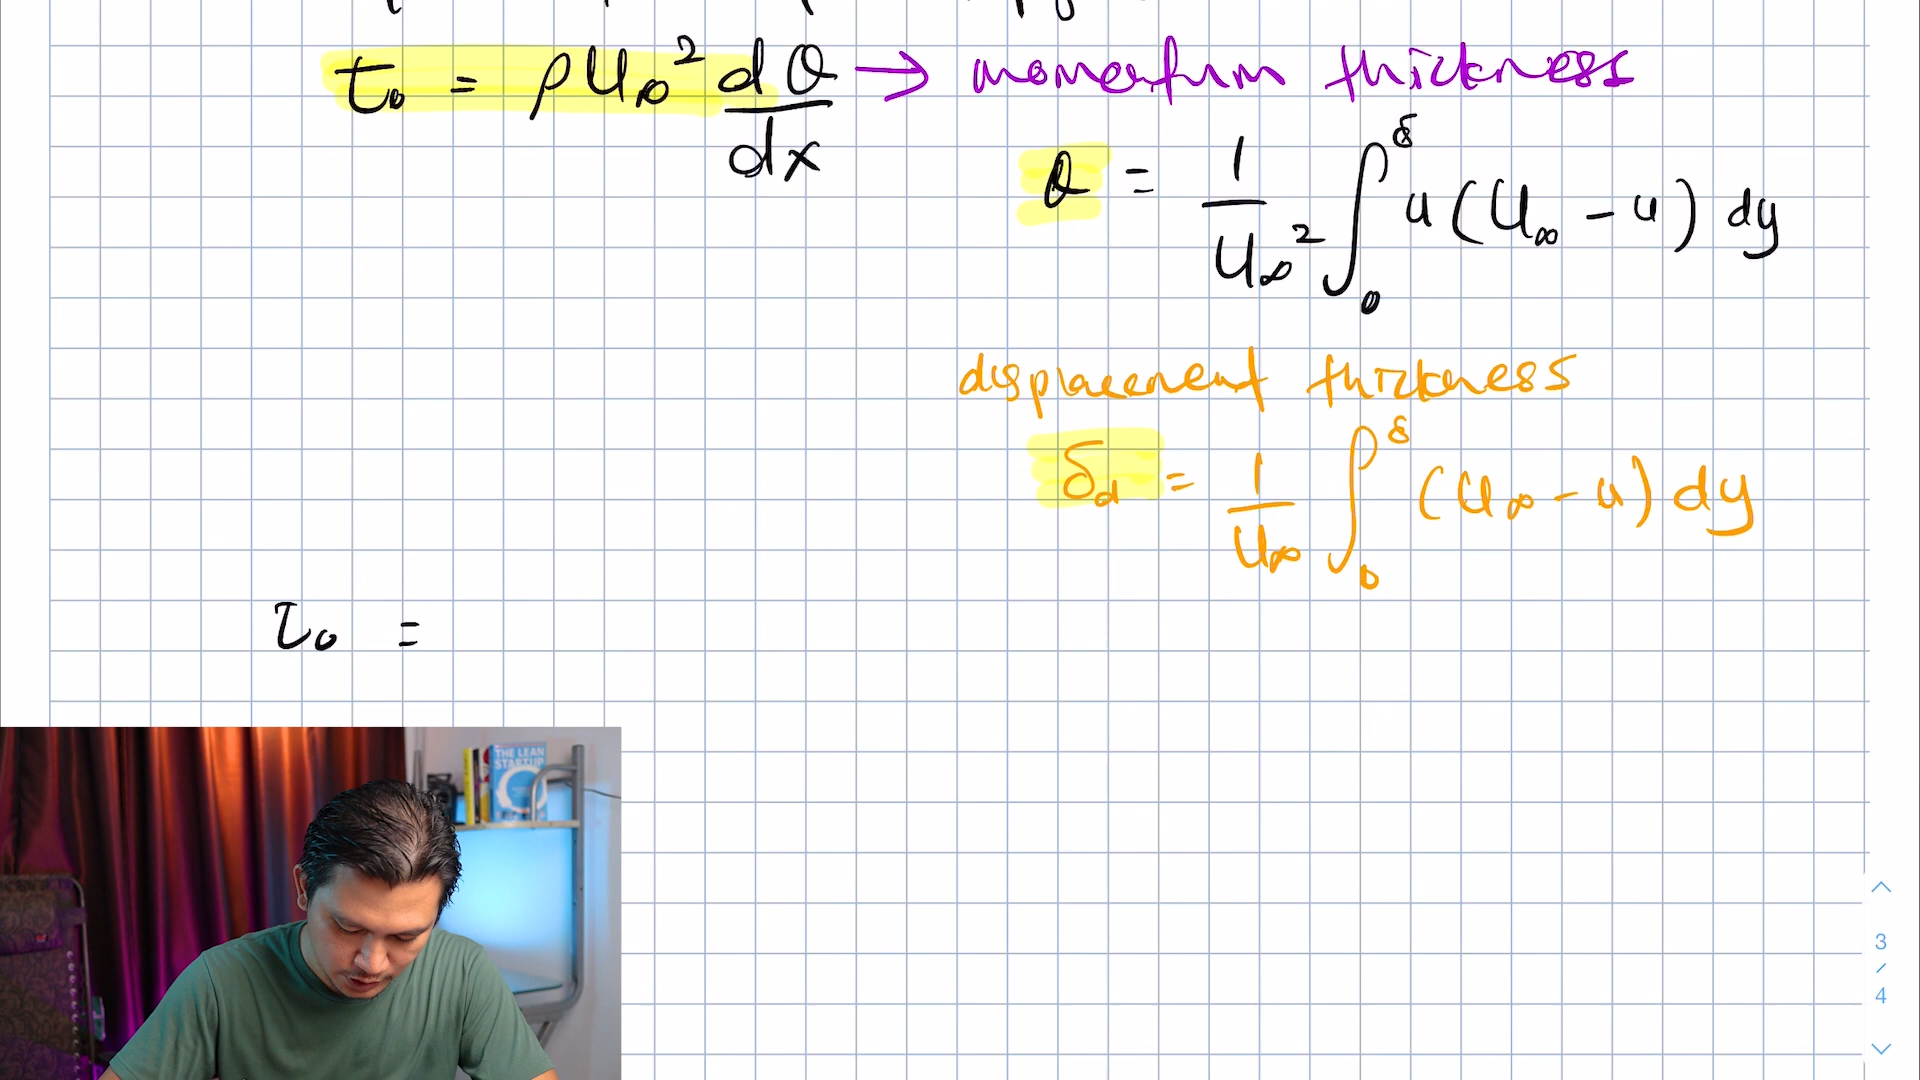 τ₀ = ρ U∞² dθ/dx → momentum thickness
θ = 1/U∞² ∫₀^δ u (U∞ − u) dy
displacement thickness
δd = 1/U∞ ∫₀^δ (U∞ − u) dy
τ₀ =
THE LEAN
STARTUP
3
/
4